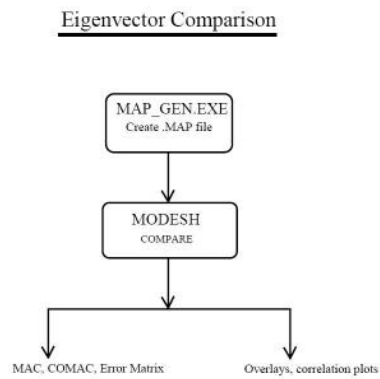 Eigenvector Comparison
MAP_GEN.EXE
Create .MAP file
MODESH
COMPARE
MAC, COMAC, Error Matrix
Overlays, correlation plots